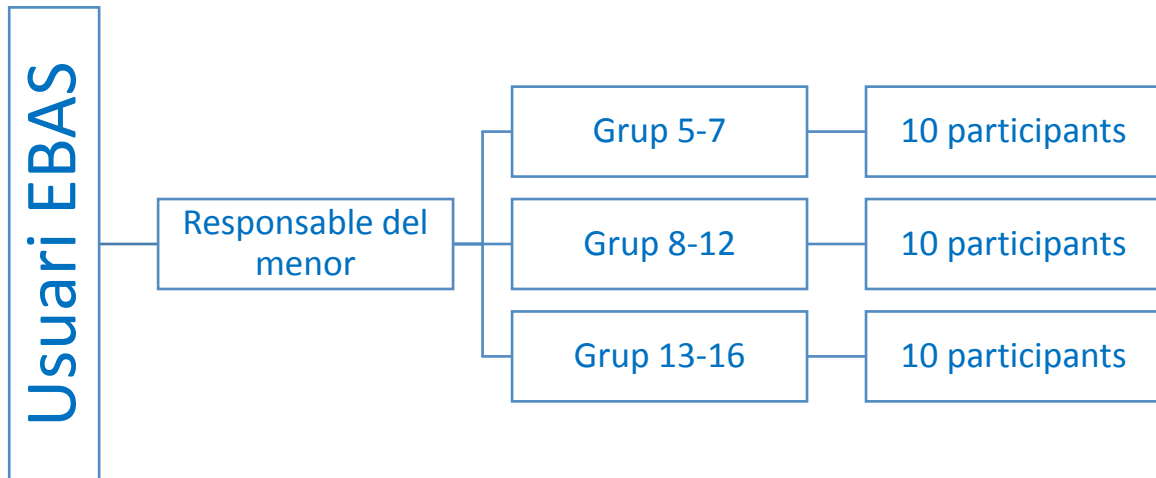 Usuari EBAS
Responsable del
menor
Grup 5-7
10 participants
Grup 8-12
10 participants
Grup 13-16
10 participants